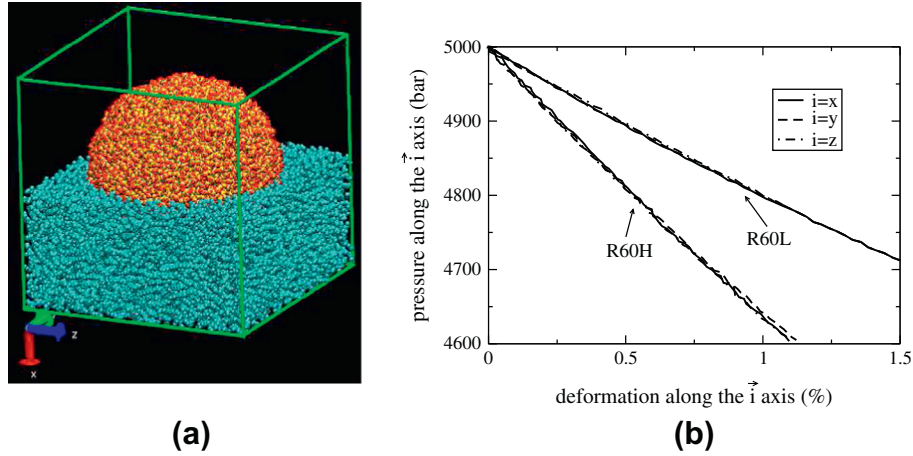 z
x
(a)
pressure along the i axis (bar)
5000
4900
4800
4700
4600
0
0.5
1
1.5
i=x
i=y
i=z
R60L
R60H
deformation along the i axis (%)
(b)